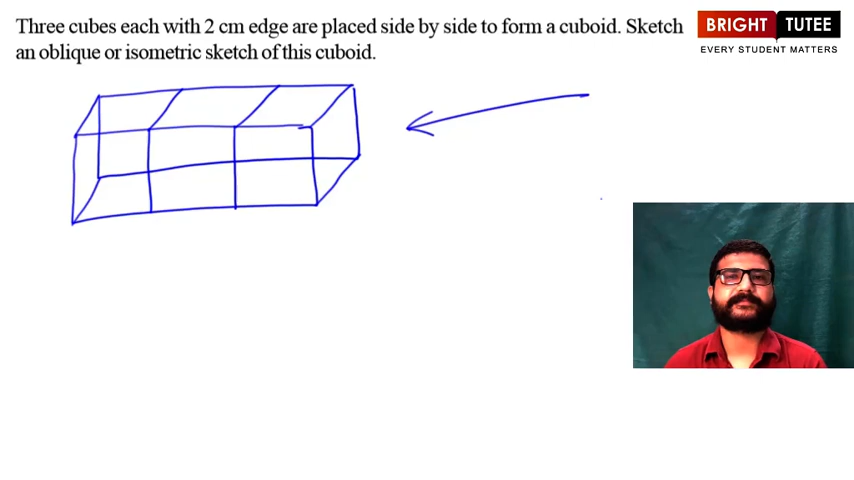 Three cubes each with 2 cm edge are placed side by side to form a cuboid. Sketch
an oblique or isometric sketch of this cuboid.
BRIGHT TUTEE
EVERY STUDENT MATTERS